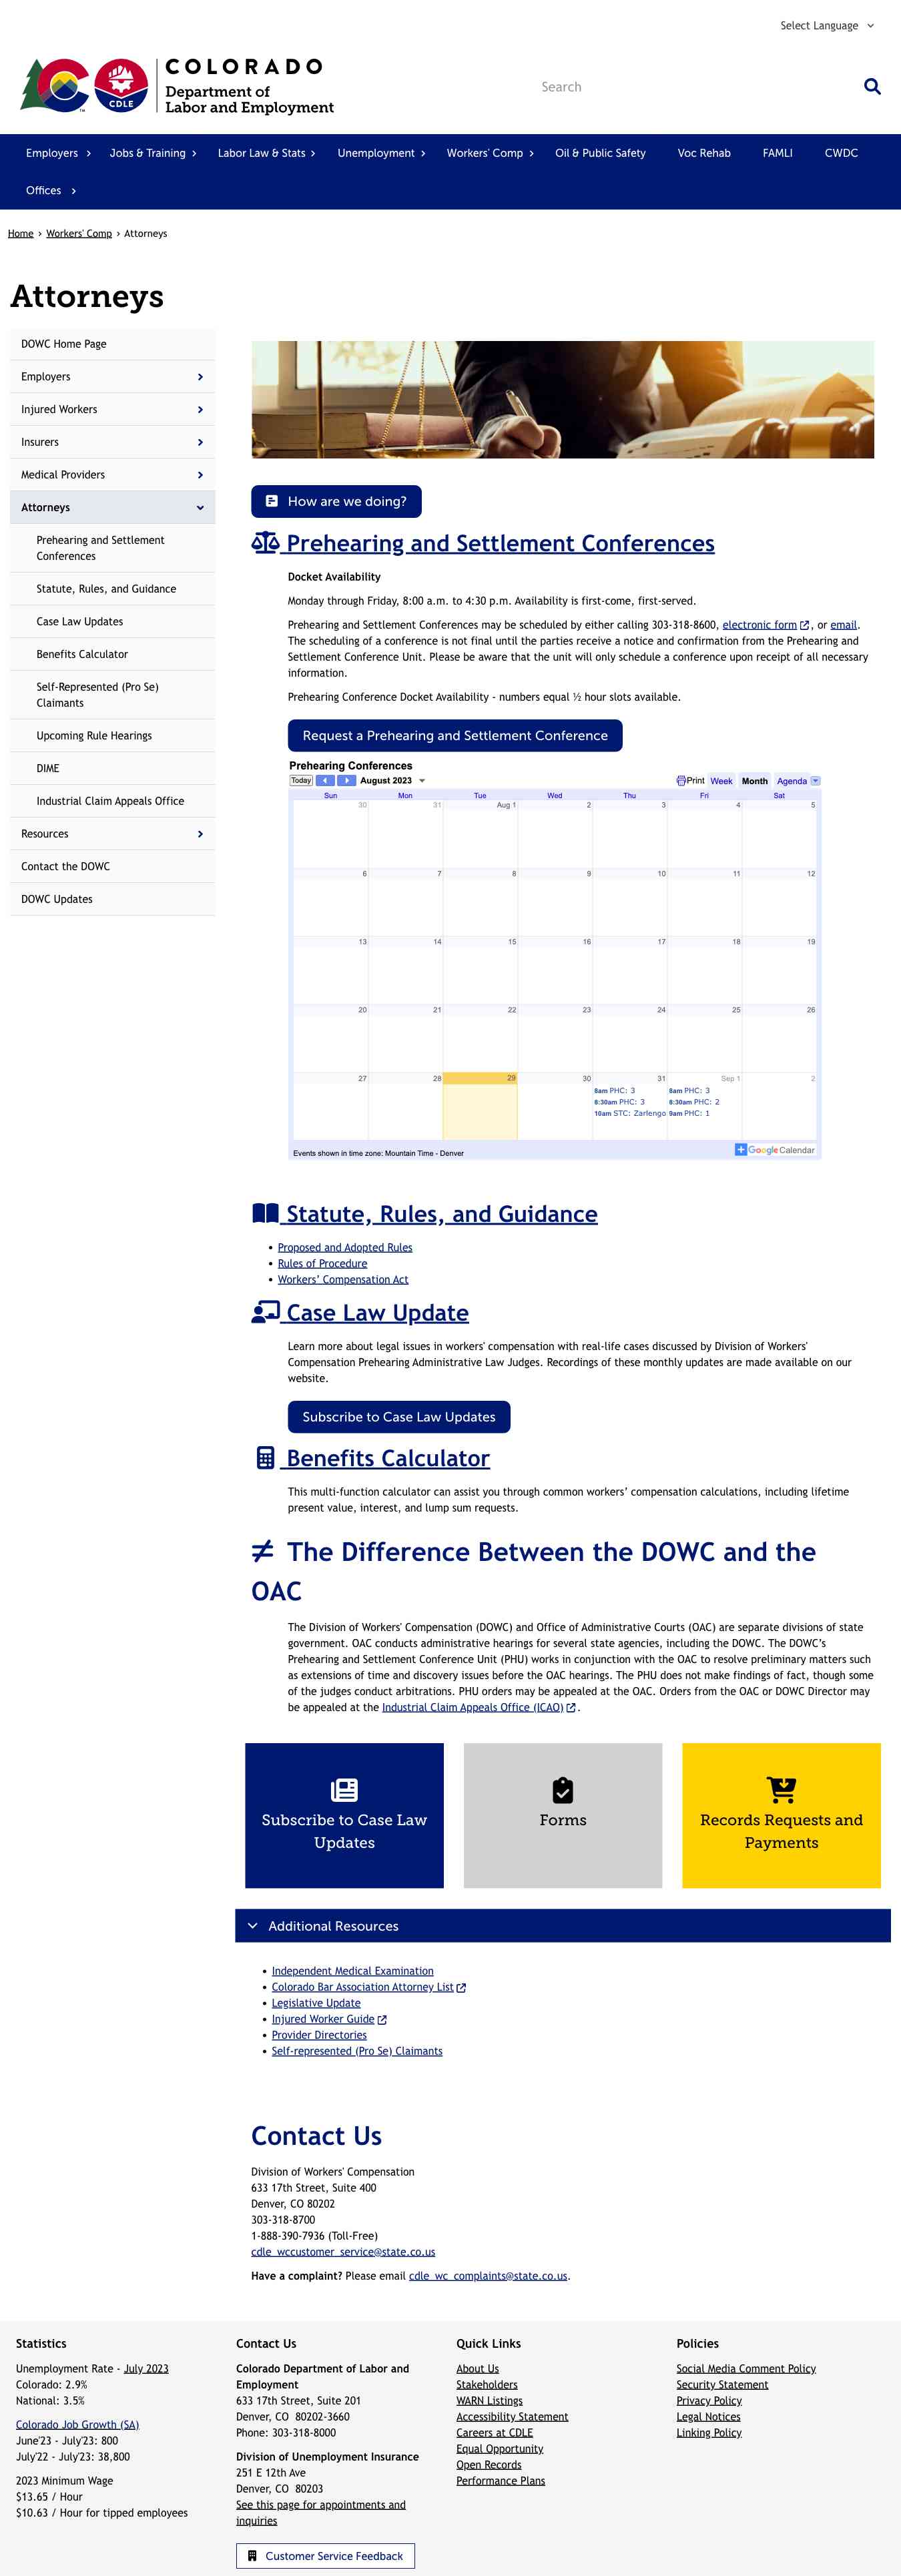 Select Language
COLORADO
Department of
Labor and Employment
CDLE
Search
Employers
Jobs & Training
Labor Law & Stats
Unemployment
Workers' Comp
Oil & Public Safety
Voc Rehab
FAMLI
CWDC
Offices
Home › Workers' Comp › Attorneys
Attorneys
DOWC Home Page
Employers
Injured Workers
Insurers
Medical Providers
Attorneys
Prehearing and Settlement
Conferences
Statute, Rules, and Guidance
Case Law Updates
Benefits Calculator
Self-Represented (Pro Se)
Claimants
Upcoming Rule Hearings
DIME
Industrial Claim Appeals Office
Resources
Contact the DOWC
DOWC Updates
How are we doing?
Prehearing and Settlement Conferences
Docket Availability
Monday through Friday, 8:00 a.m. to 4:30 p.m. Availability is first-come, first-served.
Prehearing and Settlement Conferences may be scheduled by either calling 303-318-8600, electronic form, or email.
The scheduling of a conference is not final until the parties receive a notice and confirmation from the Prehearing and
Settlement Conference Unit. Please be aware that the unit will only schedule a conference upon receipt of all necessary
information.
Prehearing Conference Docket Availability - numbers equal ½ hour slots available.
Request a Prehearing and Settlement Conference
Prehearing Conferences
Today August 2023 Print Week Month Agenda
Sun Mon Tue Wed Thu Fri Sat
30 31 Aug 1 2 3 4 5
6 7 8 9 10 11 12
13 14 15 16 17 18 19
20 21 22 23 24 25 26
27 28 29 30 31 Sep 1 2
8am PHC: 3 8am PHC: 3
8:30am PHC: 3 8:30am PHC: 2
10am STC: Zarlengo 9am PHC: 1
Events shown in time zone: Mountain Time - Denver
Google Calendar
Statute, Rules, and Guidance
• Proposed and Adopted Rules
• Rules of Procedure
• Workers’ Compensation Act
Case Law Update
Learn more about legal issues in workers' compensation with real-life cases discussed by Division of Workers'
Compensation Prehearing Administrative Law Judges. Recordings of these monthly updates are made available on our
website.
Subscribe to Case Law Updates
Benefits Calculator
This multi-function calculator can assist you through common workers’ compensation calculations, including lifetime
present value, interest, and lump sum requests.
≠ The Difference Between the DOWC and the
OAC
The Division of Workers' Compensation (DOWC) and Office of Administrative Courts (OAC) are separate divisions of state
government. OAC conducts administrative hearings for several state agencies, including the DOWC. The DOWC’s
Prehearing and Settlement Conference Unit (PHU) works in conjunction with the OAC to resolve preliminary matters such
as extensions of time and discovery issues before the OAC hearings. The PHU does not make findings of fact, though some
of the judges conduct arbitrations. PHU orders may be appealed at the OAC. Orders from the OAC or DOWC Director may
be appealed at the Industrial Claim Appeals Office (ICAO).
Subscribe to Case Law
Updates
Forms
Records Requests and
Payments
Additional Resources
• Independent Medical Examination
• Colorado Bar Association Attorney List
• Legislative Update
• Injured Worker Guide
• Provider Directories
• Self-represented (Pro Se) Claimants
Contact Us
Division of Workers' Compensation
633 17th Street, Suite 400
Denver, CO 80202
303-318-8700
1-888-390-7936 (Toll-Free)
cdle_wccustomer_service@state.co.us
Have a complaint? Please email cdle_wc_complaints@state.co.us.
Statistics
Unemployment Rate - July 2023
Colorado: 2.9%
National: 3.5%
Colorado Job Growth (SA)
June'23 - July'23: 800
July'22 - July'23: 38,800
2023 Minimum Wage
$13.65 / Hour
$10.63 / Hour for tipped employees
Contact Us
Colorado Department of Labor and
Employment
633 17th Street, Suite 201
Denver, CO 80202-3660
Phone: 303-318-8000
Division of Unemployment Insurance
251 E 12th Ave
Denver, CO 80203
See this page for appointments and
inquiries
Customer Service Feedback
Quick Links
About Us
Stakeholders
WARN Listings
Accessibility Statement
Careers at CDLE
Equal Opportunity
Open Records
Performance Plans
Policies
Social Media Comment Policy
Security Statement
Privacy Policy
Legal Notices
Linking Policy